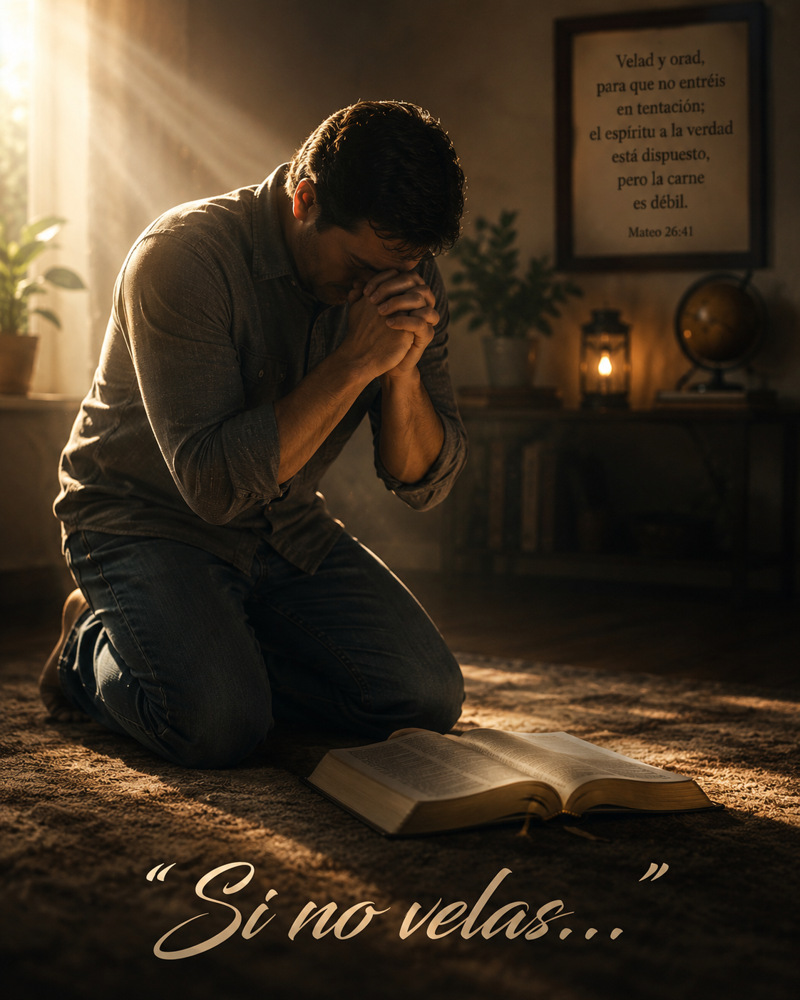 Velad y orad,
para que no entréis
en tentación;
el espíritu a la verdad
está dispuesto,
pero la carne
es débil.
Mateo 26:41
“Si no velas...”